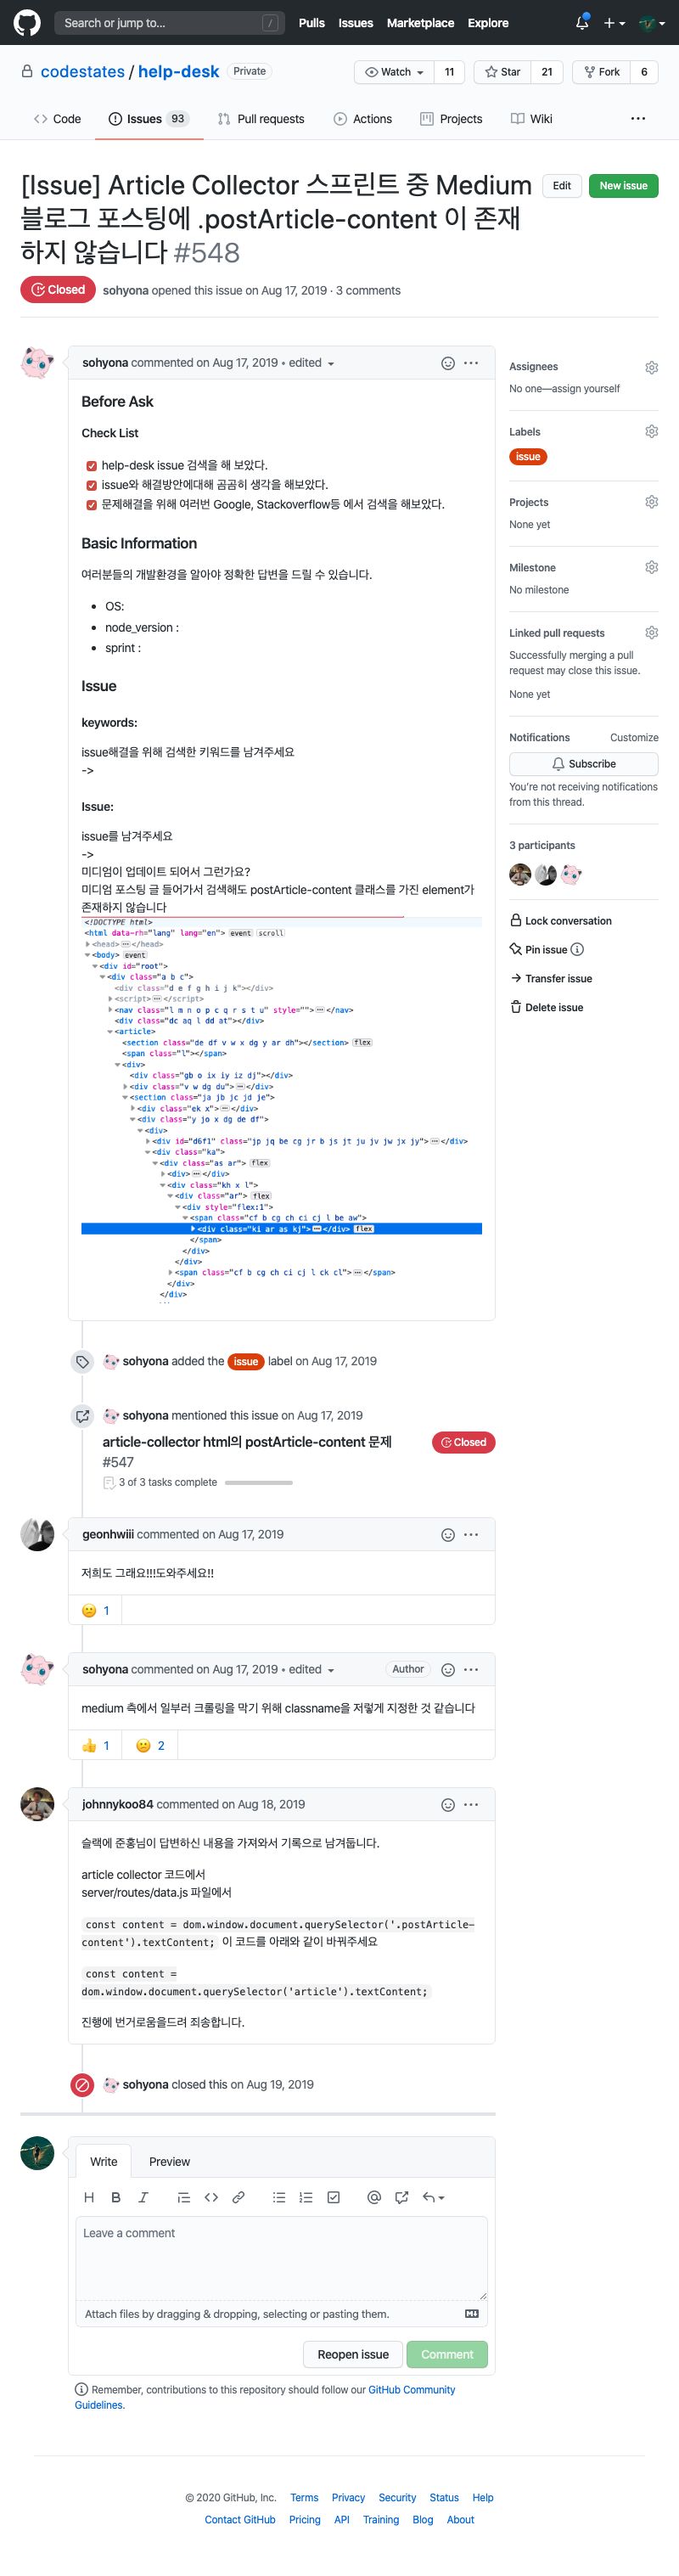 Search or jump to...
/
Pulls
Issues
Marketplace
Explore
codestates / help-desk
Private
Watch
11
Star
21
Fork
6
Code
Issues 93
Pull requests
Actions
Projects
Wiki
[Issue] Article Collector 스프린트 중 Medium
블로그 포스팅에 .postArticle-content 이 존재
하지 않습니다 #548
Edit
New issue
Closed
sohyona opened this issue on Aug 17, 2019 · 3 comments
sohyona commented on Aug 17, 2019 • edited
Before Ask
Check List
help-desk issue 검색을 해 보았다.
issue와 해결방안에대해 곰곰히 생각을 해보았다.
문제해결을 위해 여러번 Google, Stackoverflow등 에서 검색을 해보았다.
Basic Information
여러분들의 개발환경을 알아야 정확한 답변을 드릴 수 있습니다.
• OS:
• node_version :
• sprint :
Issue
keywords:
issue해결을 위해 검색한 키워드를 남겨주세요
->
Issue:
issue를 남겨주세요
->
미디엄이 업데이트 되어서 그런가요?
미디엄 포스팅 글 들어가서 검색해도 postArticle-content 클래스를 가진 element가
존재하지 않습니다
<!DOCTYPE html>
<html data-rh="lang" lang="en"> event scroll
<head>⋯</head>
<body> event
<div id="root">
<div class="a b c">
<div class="d e f g h i j k"></div>
<script>⋯</script>
<nav class="l m n o p c q r s t u" style="">⋯</nav>
<div class="dc aq l dd at"></div>
<article>
<section class="de df v w x dg y ar dh"></section> flex
<span class="l"></span>
<div>
<div class="gb o ix iy iz dj"></div>
<div class="v w dg du">⋯</div>
<section class="ja jb jc jd je">
<div class="ek x">⋯</div>
<div class="y jo x dg de df">
<div>
<div id="d6f1" class="jp jq be cg jr b js jt ju jv jw jx jy">⋯</div>
<div class="ka">
<div class="as ar"> flex
<div>⋯</div>
<div class="kh x l">
<div class="ar"> flex
<div style="flex:1">
<span class="cf b cg ch ci cj l be aw">
<div class="ki ar as kj">⋯</div> flex
</span>
</div>
</div>
<span class="cf b cg ch ci cj l ck cl">⋯</span>
</div>
</div>
Assignees
No one—assign yourself
Labels
issue
Projects
None yet
Milestone
No milestone
Linked pull requests
Successfully merging a pull
request may close this issue.
None yet
Notifications
Customize
Subscribe
You're not receiving notifications
from this thread.
3 participants
Lock conversation
Pin issue
Transfer issue
Delete issue
sohyona added the issue label on Aug 17, 2019
sohyona mentioned this issue on Aug 17, 2019
article-collector html의 postArticle-content 문제
#547
Closed
3 of 3 tasks complete
geonhwiii commented on Aug 17, 2019
저희도 그래요!!!도와주세요!!
1
sohyona commented on Aug 17, 2019 • edited
Author
medium 측에서 일부러 크롤링을 막기 위해 classname을 저렇게 지정한 것 같습니다
1
2
johnnykoo84 commented on Aug 18, 2019
슬랙에 준홍님이 답변하신 내용을 가져와서 기록으로 남겨둡니다.
article collector 코드에서
server/routes/data.js 파일에서
const content = dom.window.document.querySelector('.postArticle-
content').textContent; 이 코드를 아래와 같이 바꿔주세요
const content =
dom.window.document.querySelector('article').textContent;
진행에 번거로움을드려 죄송합니다.
sohyona closed this on Aug 19, 2019
Write
Preview
Leave a comment
Attach files by dragging & dropping, selecting or pasting them.
Reopen issue
Comment
Remember, contributions to this repository should follow our GitHub Community
Guidelines.
© 2020 GitHub, Inc.
Terms
Privacy
Security
Status
Help
Contact GitHub
Pricing
API
Training
Blog
About